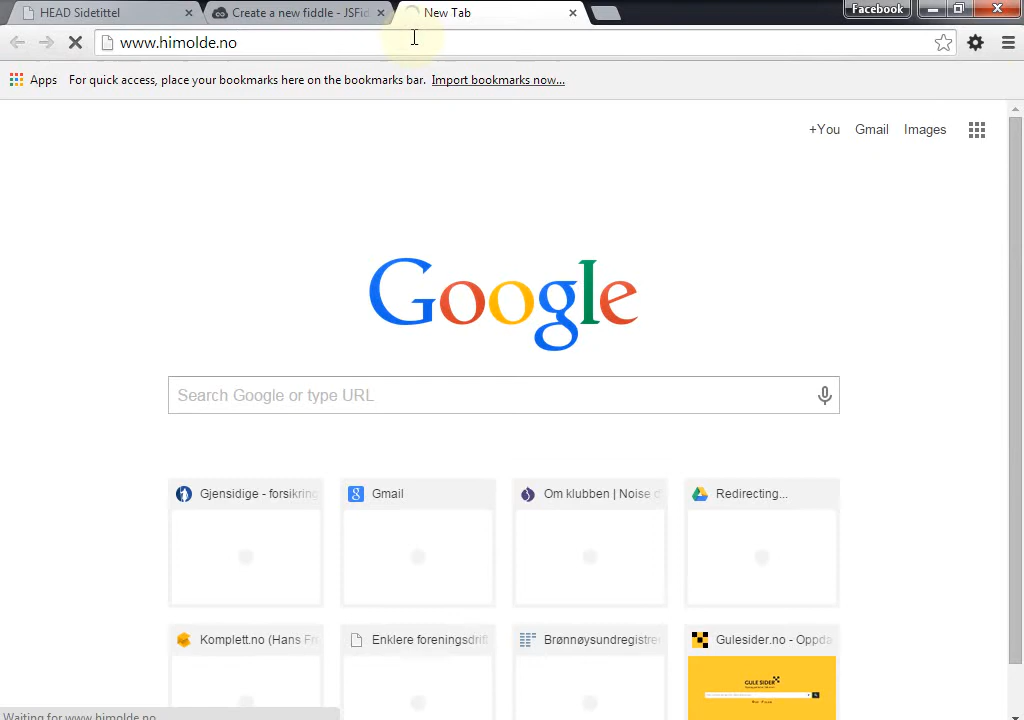 HEAD Sidetittel
Create a new fiddle - JSFid
New Tab
Facebook
www.himolde.no
Apps
For quick access, place your bookmarks here on the bookmarks bar. Import bookmarks now...
+You Gmail Images
Google
Search Google or type URL
Gjensidige - forsikring
Gmail
Om klubben | Noise d
Redirecting...
Komplett.no (Hans Fr
Enklere foreningsdrift
Brønnøysundregistre
Gulesider.no - Oppda
GULE SIDER
Waiting for www.himolde.no